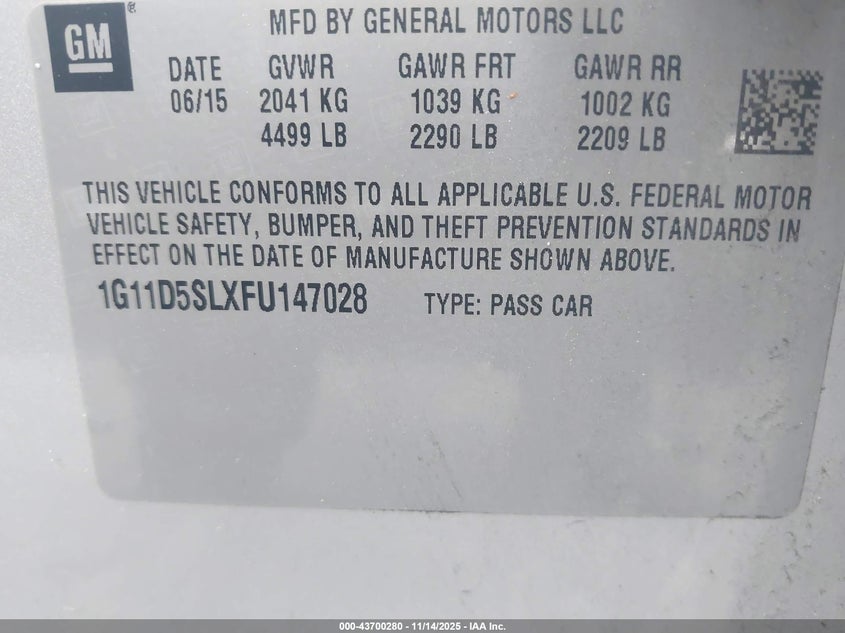 GM®
MFD BY GENERAL MOTORS LLC
DATE GVWR GAWR FRT GAWR RR
06/15 2041 KG 1039 KG 1002 KG
4499 LB 2290 LB 2209 LB
THIS VEHICLE CONFORMS TO ALL APPLICABLE U.S. FEDERAL MOTOR
VEHICLE SAFETY, BUMPER, AND THEFT PREVENTION STANDARDS IN
EFFECT ON THE DATE OF MANUFACTURE SHOWN ABOVE.
1G11D5SLXFU147028 TYPE: PASS CAR
000-43700280 - 11/14/2025 - IAA Inc.